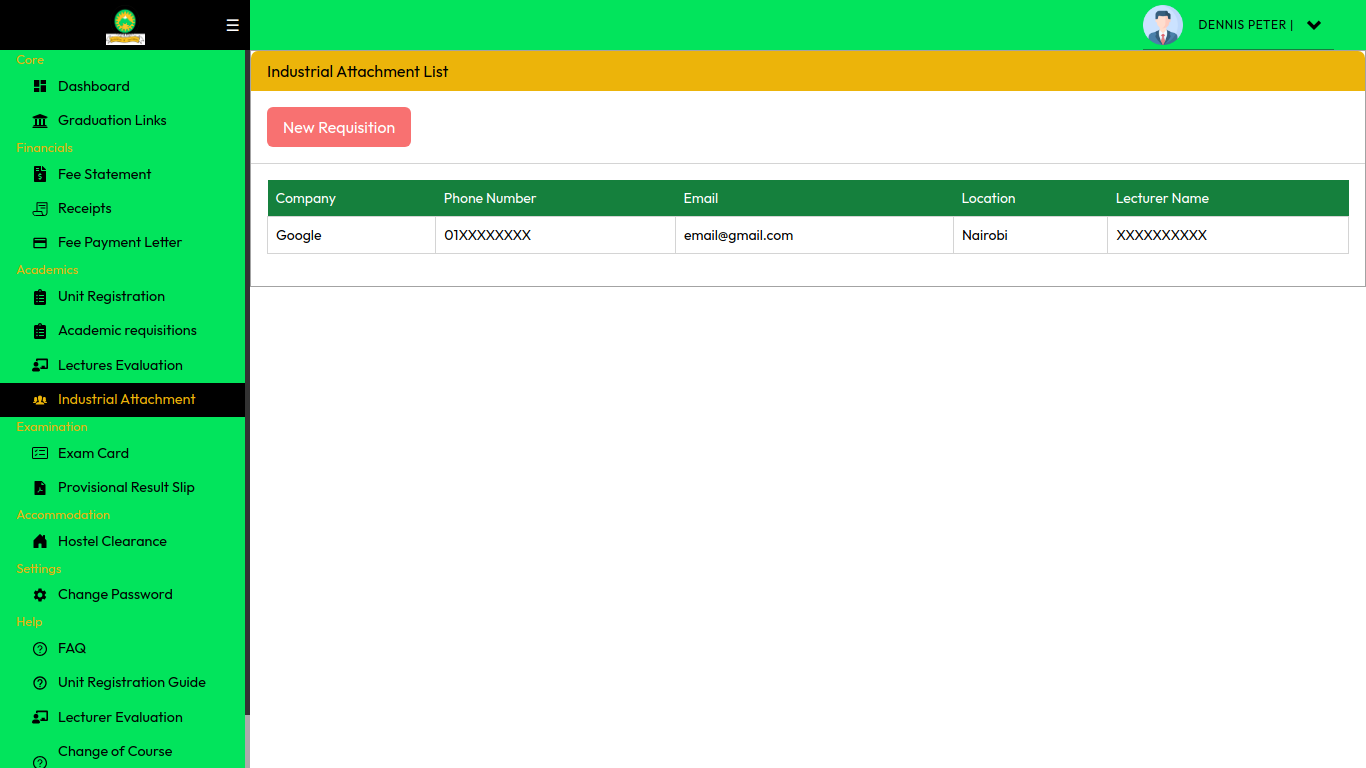 ☰
DENNIS PETER |
Core
Dashboard
Graduation Links
Financials
Fee Statement
Receipts
Fee Payment Letter
Academics
Unit Registration
Academic requisitions
Lectures Evaluation
Industrial Attachment
Examination
Exam Card
Provisional Result Slip
Accommodation
Hostel Clearance
Settings
Change Password
Help
FAQ
Unit Registration Guide
Lecturer Evaluation
Change of Course
Industrial Attachment List
New Requisition
Company Phone Number Email Location Lecturer Name
Google 01XXXXXXXX email@gmail.com Nairobi XXXXXXXXXX